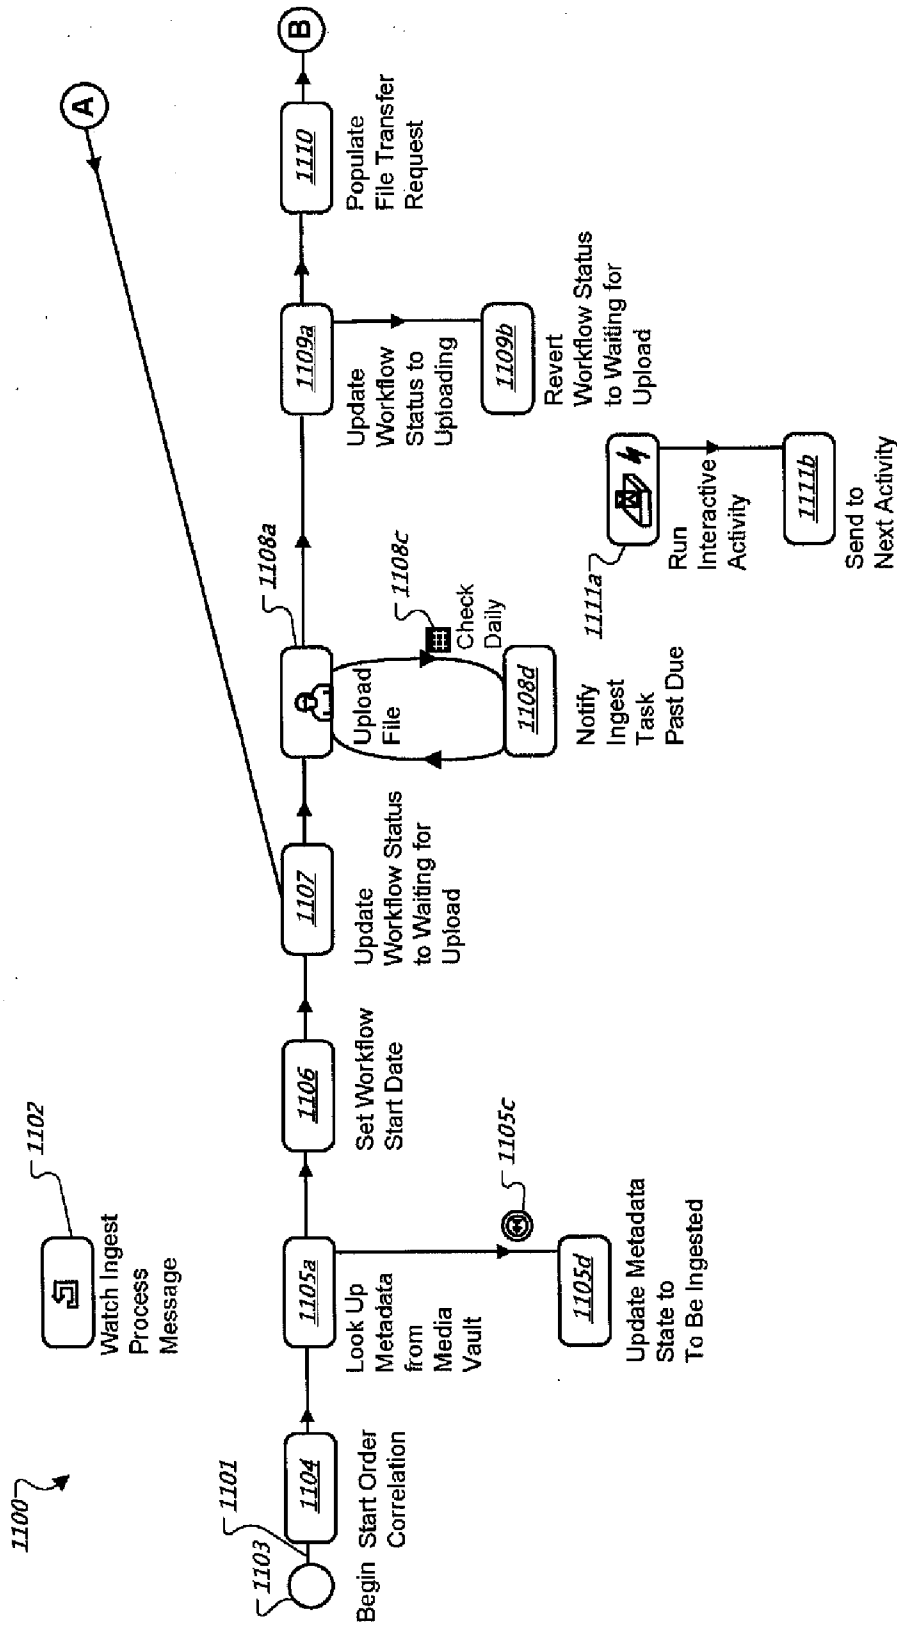 1100
1102
Watch Ingest
Process
Message
A
1103
1101
Begin
1104
Start Order
Correlation
1105a
Look Up
Metadata
from
Media
Vault
1105c
1105d
Update Metadata
State to
To Be Ingested
1106
Set Workflow
Start Date
1107
Update
Workflow Status
to Waiting for
Upload
1108a
Upload
File
1108c
Check
Daily
1108d
Notify
Ingest
Task
Past Due
1109a
Update
Workflow
Status to
Uploading
1109b
Revert
Workflow Status
to Waiting for
Upload
1110
Populate
File Transfer
Request
B
1111a
Run
Interactive
Activity
1111b
Send to
Next Activity